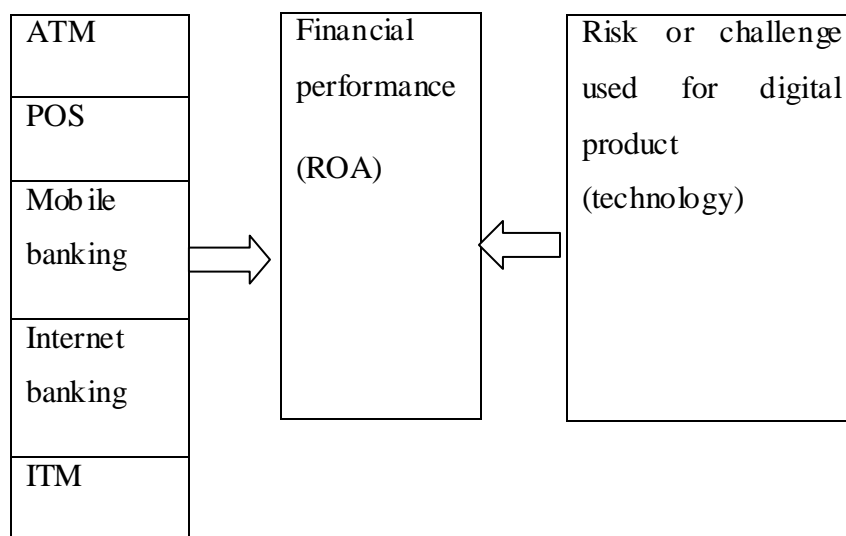 ATM
POS
Mobile
banking
Internet
banking
ITM
Financial
performance
(ROA)
Risk or challenge
used for digital
product
(technology)